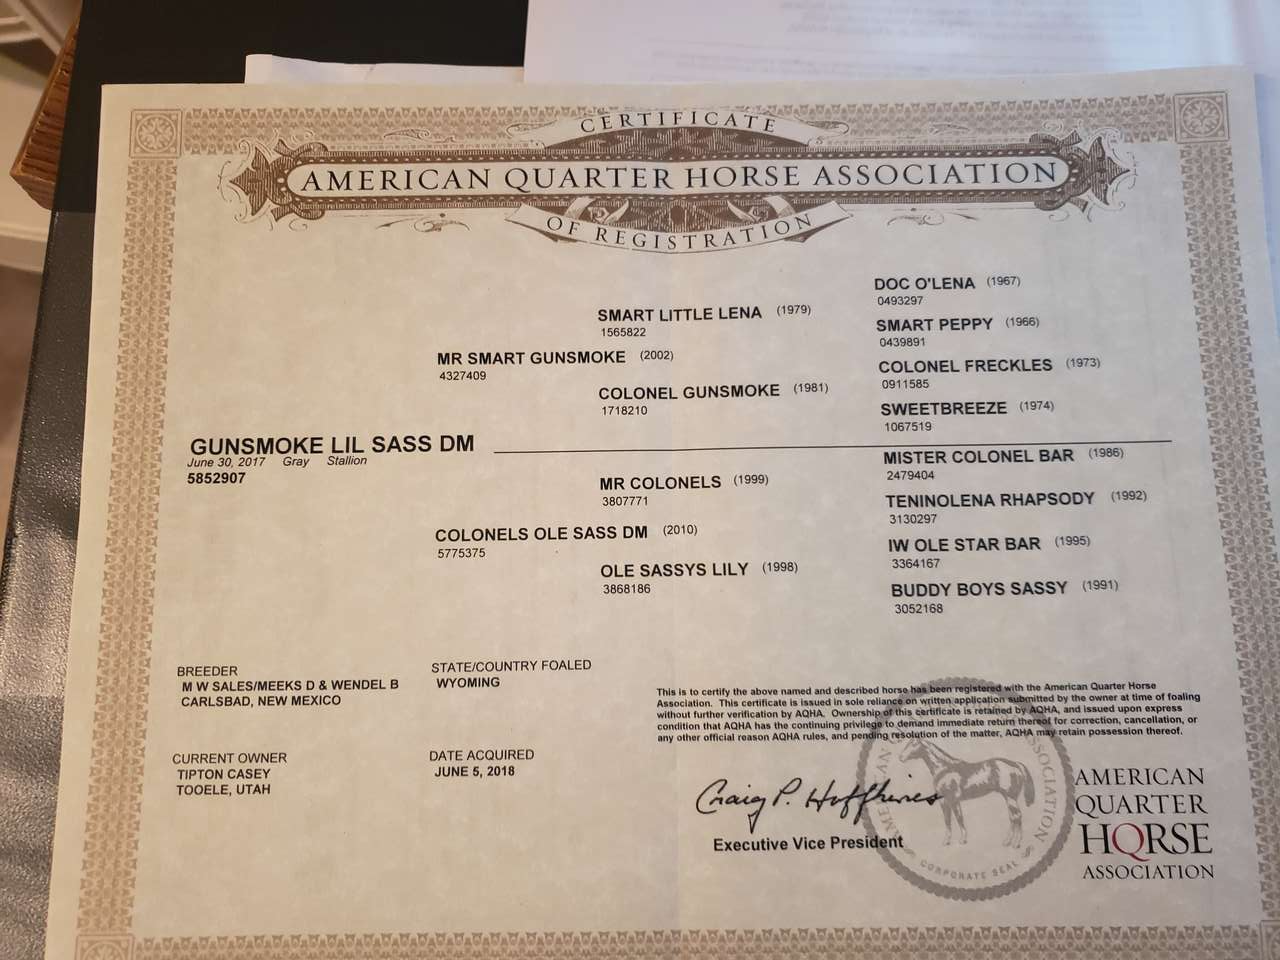 CERTIFICATE
AMERICAN QUARTER HORSE ASSOCIATION
OF REGISTRATION
DOC O'LENA (1967)
0493297
SMART LITTLE LENA (1979)
1565822
SMART PEPPY (1966)
0439891
MR SMART GUNSMOKE (2002)
4327409
COLONEL FRECKLES (1973)
0911585
COLONEL GUNSMOKE (1981)
1718210
SWEETBREEZE (1974)
1067519
GUNSMOKE LIL SASS DM
June 30, 2017 Gray Stallion
5852907
MISTER COLONEL BAR (1986)
2479404
MR COLONELS (1999)
3807771
TENINOLENA RHAPSODY (1992)
3130297
COLONELS OLE SASS DM (2010)
5775375
IW OLE STAR BAR (1995)
3364167
OLE SASSYS LILY (1998)
3868186
BUDDY BOYS SASSY (1991)
3052168
BREEDER
M W SALES/MEEKS D & WENDEL B
CARLSBAD, NEW MEXICO
STATE/COUNTRY FOALED
WYOMING
CURRENT OWNER
TIPTON CASEY
TOOELE, UTAH
DATE ACQUIRED
JUNE 5, 2018
This is to certify the above named and described horse has been registered with the American Quarter Horse
Association. This certificate is issued in sole reliance on written application submitted by the owner at time of foaling
without further verification by AQHA. Ownership of this certificate is retained by AQHA, and issued upon express
condition that AQHA has the continuing privilege to demand immediate return thereof for correction, cancellation, or
any other official reason AQHA rules, and pending resolution of the matter, AQHA may retain possession thereof.
Craig P. Huffhines
Executive Vice President
CORPORATE SEAL
AMERICAN
QUARTER
HORSE
ASSOCIATION